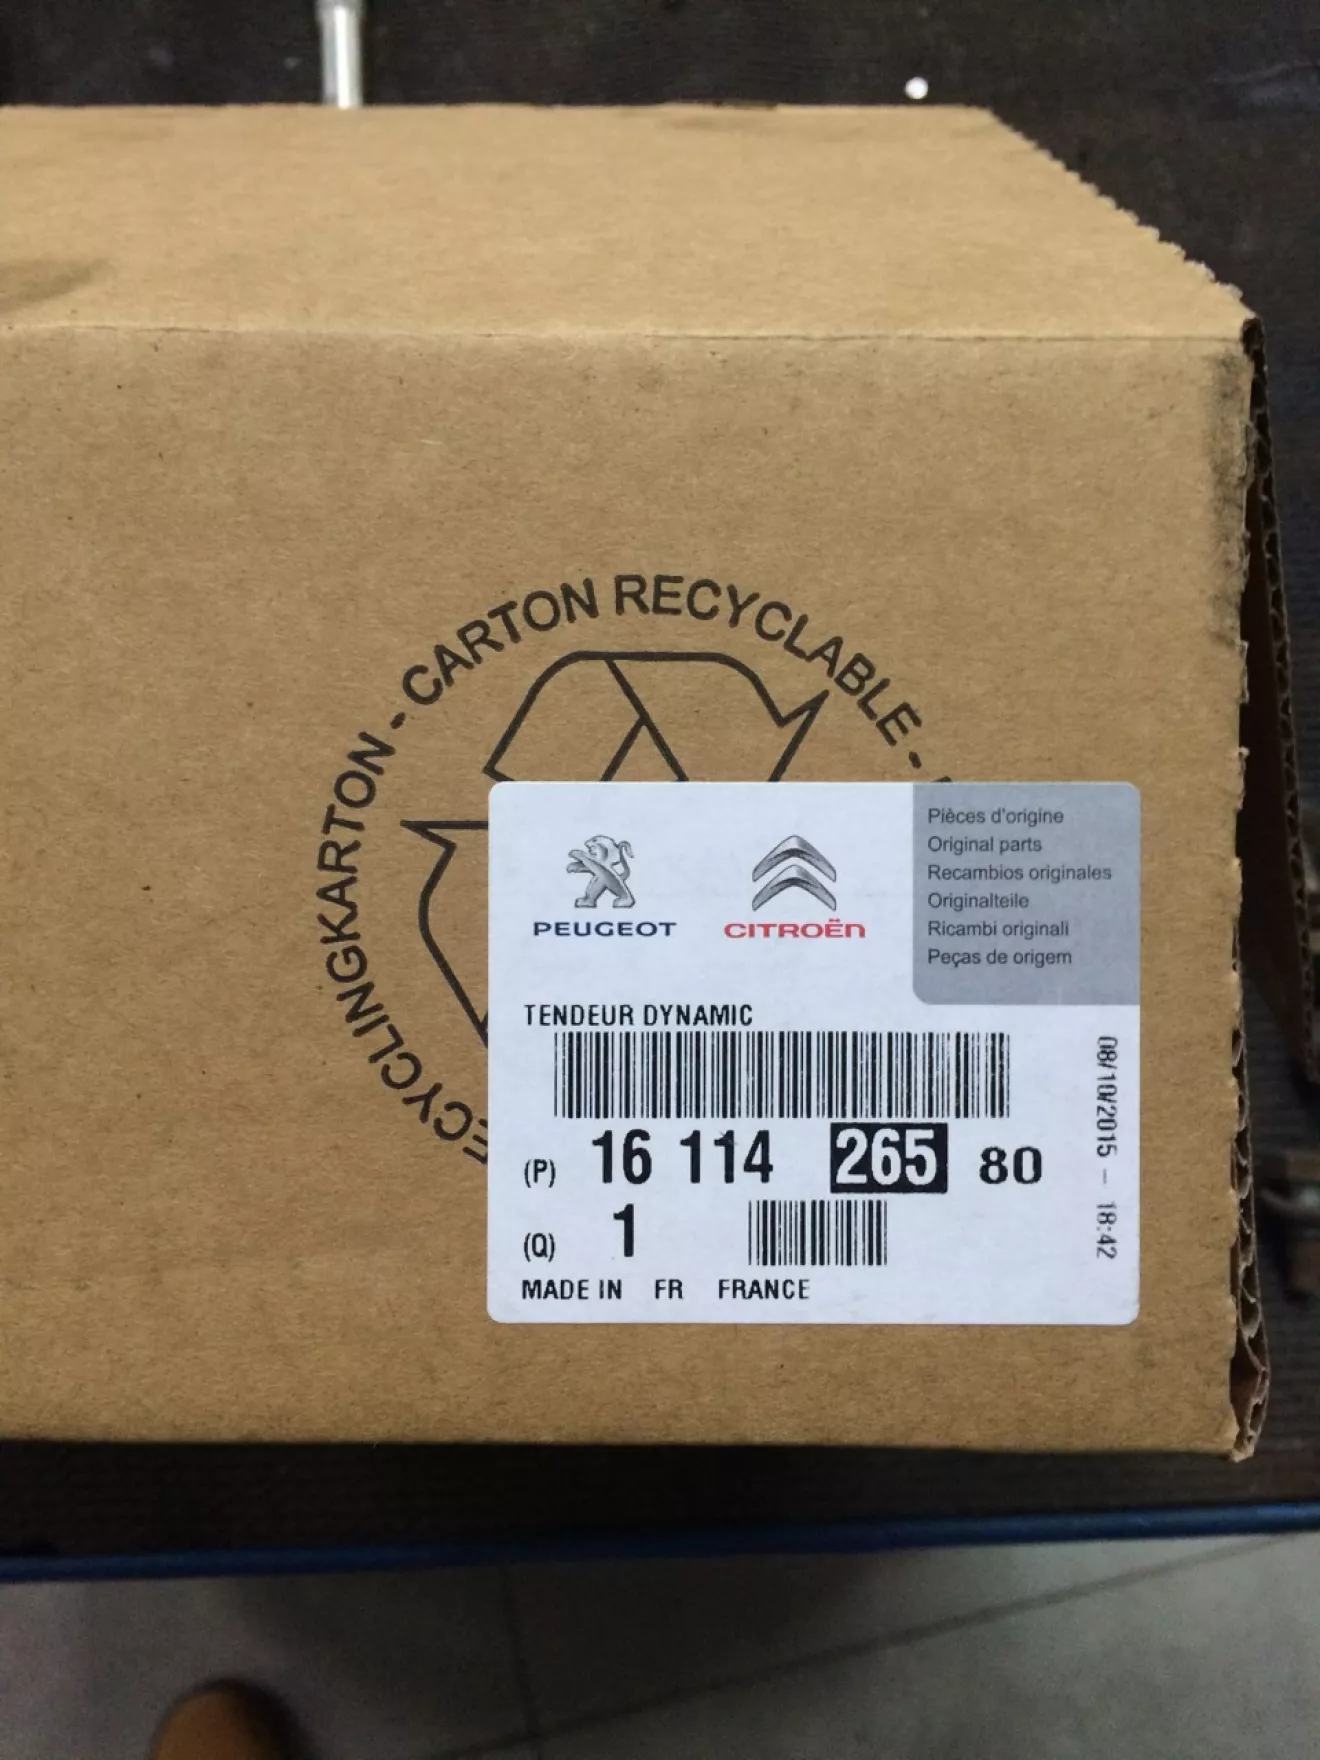 CARTON RECYCLABLE -
RECYCLINGKARTON -
PEUGEOT
CITROËN
Pièces d'origine
Original parts
Recambios originales
Originalteile
Ricambi originali
Peças de origem
TENDEUR DYNAMIC
(P) 16 114 265 80
(Q) 1
MADE IN FR FRANCE
08/10/2015 - 18:42